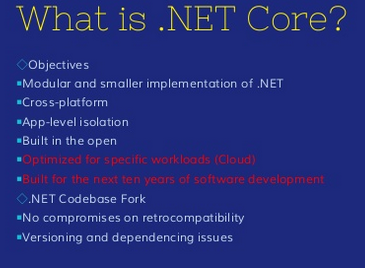 What is .NET Core?
Objectives
Modular and smaller implementation of .NET
Cross-platform
App-level isolation
Built in the open
Optimized for specific workloads (Cloud)
Built for the next ten years of software development
.NET Codebase Fork
No compromises on retrocompatibility
Versioning and dependencing issues